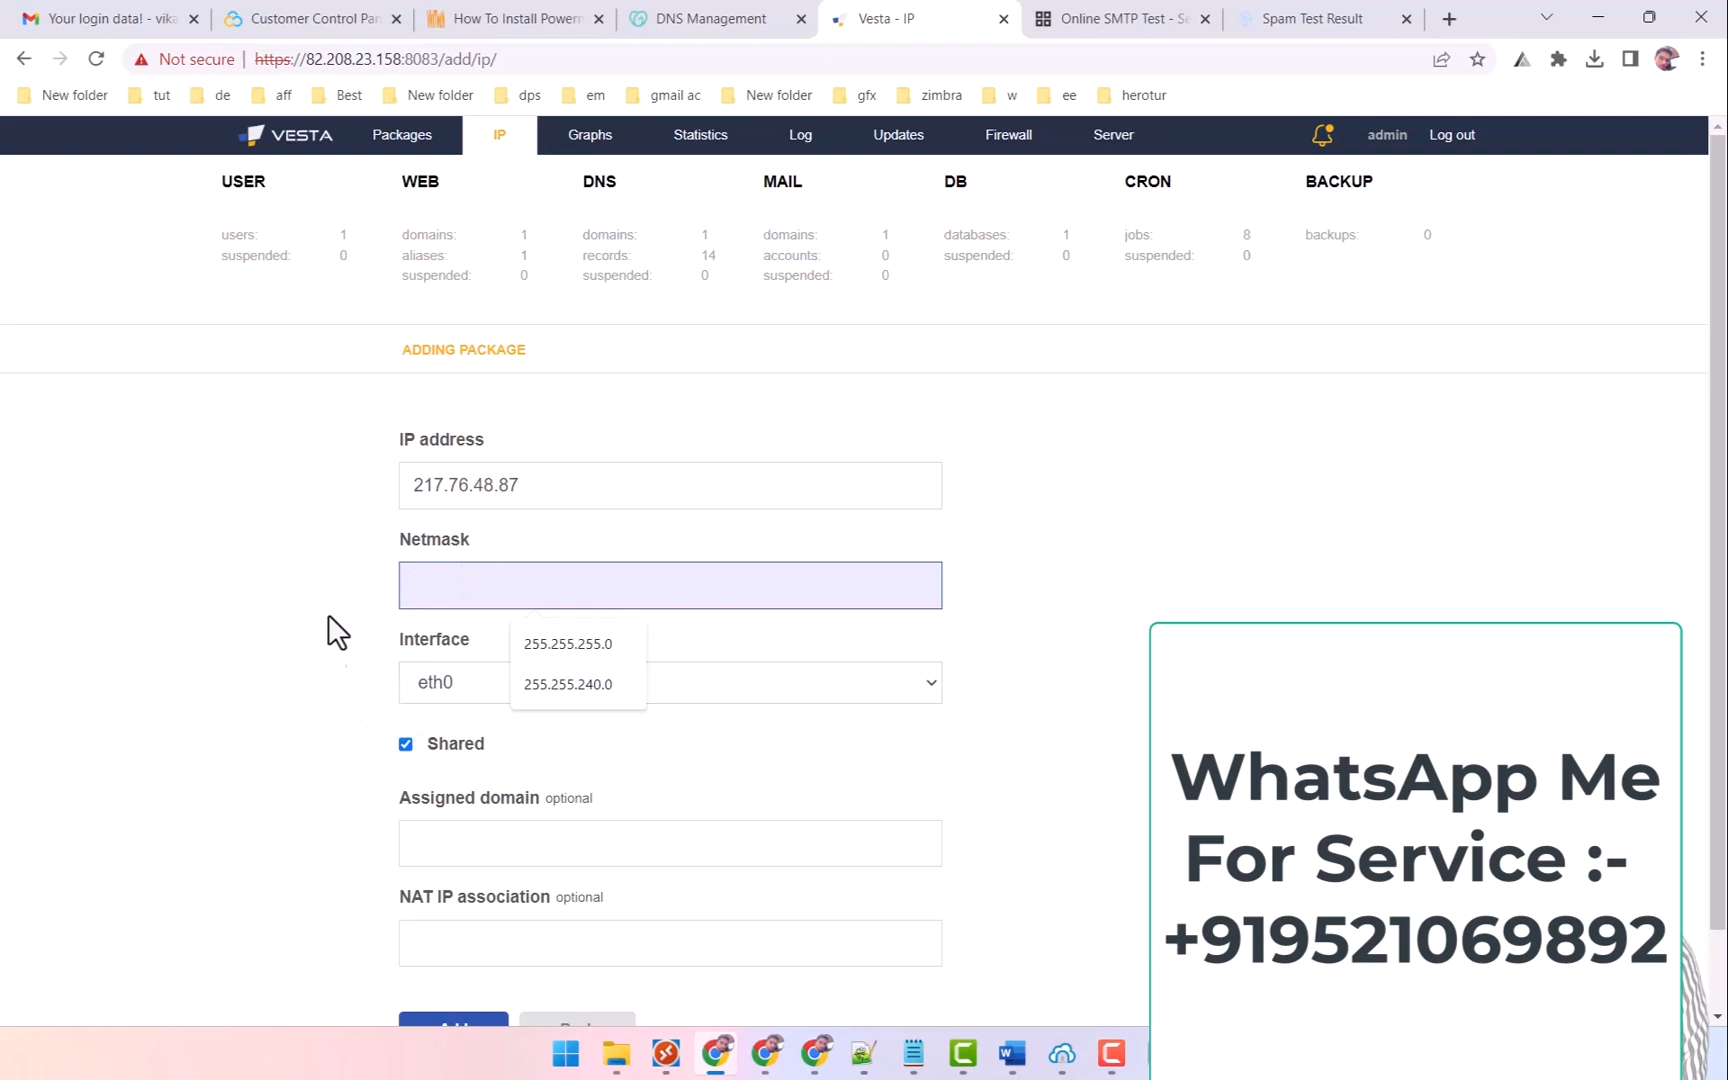 Your login data! - vika
Customer Control Pan
How To Install Powerm
DNS Management
Vesta - IP
Online SMTP Test - Se
Spam Test Result
Not secure
https://82.208.23.158:8083/add/ip/
New folder
tut
de
aff
Best
New folder
dps
em
gmail ac
New folder
gfx
zimbra
w
ee
herotur
VESTA
Packages
IP
Graphs
Statistics
Log
Updates
Firewall
Server
admin
Log out
USER
WEB
DNS
MAIL
DB
CRON
BACKUP
users: 1
domains: 1
domains: 1
domains: 1
databases: 1
jobs: 8
backups: 0
suspended: 0
aliases: 1
records: 14
accounts: 0
suspended: 0
suspended: 0
suspended: 0
suspended: 0
suspended: 0
ADDING PACKAGE
IP address
217.76.48.87
Netmask
255.255.255.0
255.255.240.0
Interface
eth0
Shared
Assigned domain optional
NAT IP association optional
WhatsApp Me
For Service :-
+919521069892